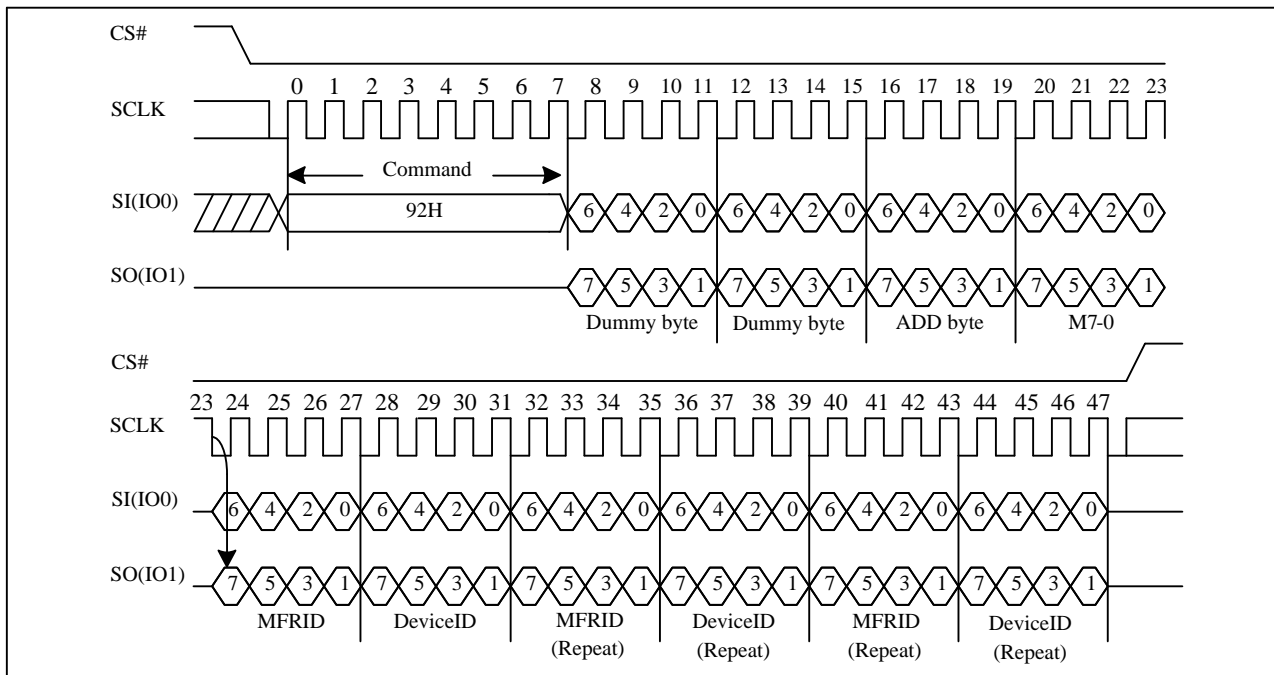 CS#
0 1 2 3 4 5 6 7 8 9 10 11 12 13 14 15 16 17 18 19 20 21 22 23
SCLK
Command
SI(IO0)
92H
6 4 2 0 6 4 2 0 6 4 2 0 6 4 2 0
SO(IO1)
7 5 3 1 7 5 3 1 7 5 3 1 7 5 3 1
Dummy byte Dummy byte ADD byte M7-0
CS#
23 24 25 26 27 28 29 30 31 32 33 34 35 36 37 38 39 40 41 42 43 44 45 46 47
SCLK
SI(IO0)
6 4 2 0 6 4 2 0 6 4 2 0 6 4 2 0 6 4 2 0 6 4 2 0
SO(IO1)
7 5 3 1 7 5 3 1 7 5 3 1 7 5 3 1 7 5 3 1 7 5 3 1
MFRID DeviceID MFRID DeviceID MFRID DeviceID
(Repeat) (Repeat) (Repeat) (Repeat)